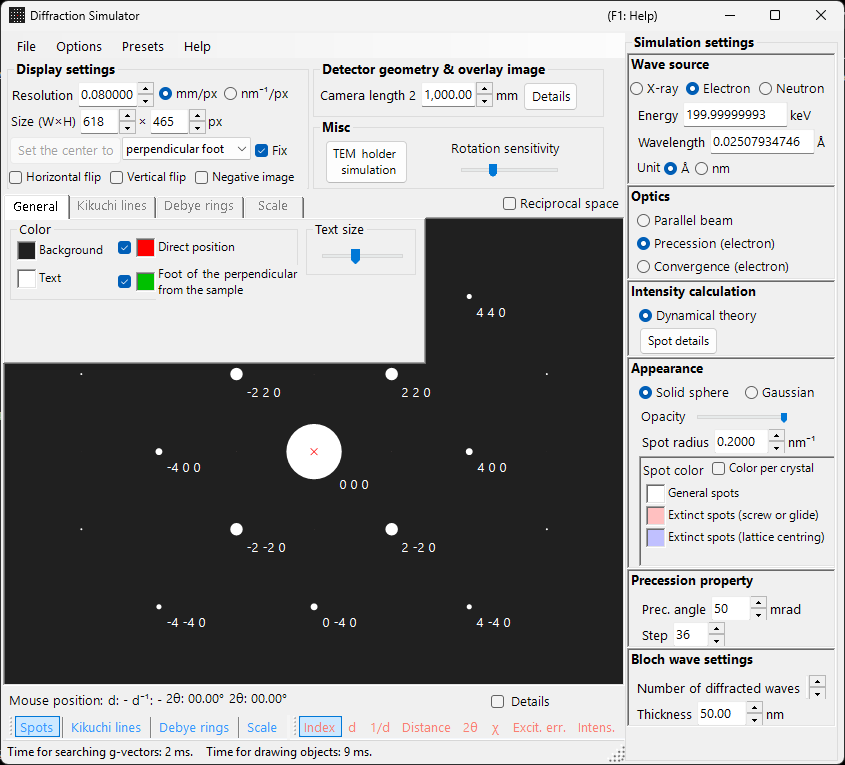 Diffraction Simulator (F1: Help)
File Options Presets Help
Display settings
Resolution 0.080000 mm/px nm⁻¹/px
Size (W×H) 618 × 465 px
Set the center to perpendicular foot Fix
Horizontal flip Vertical flip Negative image
Detector geometry & overlay image
Camera length 2 1,000.00 mm Details
Misc
TEM holder
simulation
Rotation sensitivity
General Kikuchi lines Debye rings Scale
Reciprocal space
Color
Background Direct position
Text Foot of the perpendicular
from the sample
Text size
4 4 0
-2 2 0 2 2 0
-4 0 0 4 0 0
0 0 0
-2 -2 0 2 -2 0
-4 -4 0 0 -4 0 4 -4 0
Mouse position: d: - d⁻¹: - 2θ: 00.00° 2θ: 00.00°
Details
Spots Kikuchi lines Debye rings Scale Index d 1/d Distance 2θ χ Excit. err. Intens.
Time for searching g-vectors: 2 ms. Time for drawing objects: 9 ms.
Simulation settings
Wave source
X-ray Electron Neutron
Energy 199.99999993 keV
Wavelength 0.02507934746 Å
Unit Å nm
Optics
Parallel beam
Precession (electron)
Convergence (electron)
Intensity calculation
Dynamical theory
Spot details
Appearance
Solid sphere Gaussian
Opacity
Spot radius 0.2000 nm⁻¹
Spot color Color per crystal
General spots
Extinct spots (screw or glide)
Extinct spots (lattice centring)
Precession property
Prec. angle 50 mrad
Step 36
Bloch wave settings
Number of diffracted waves
Thickness 50.00 nm